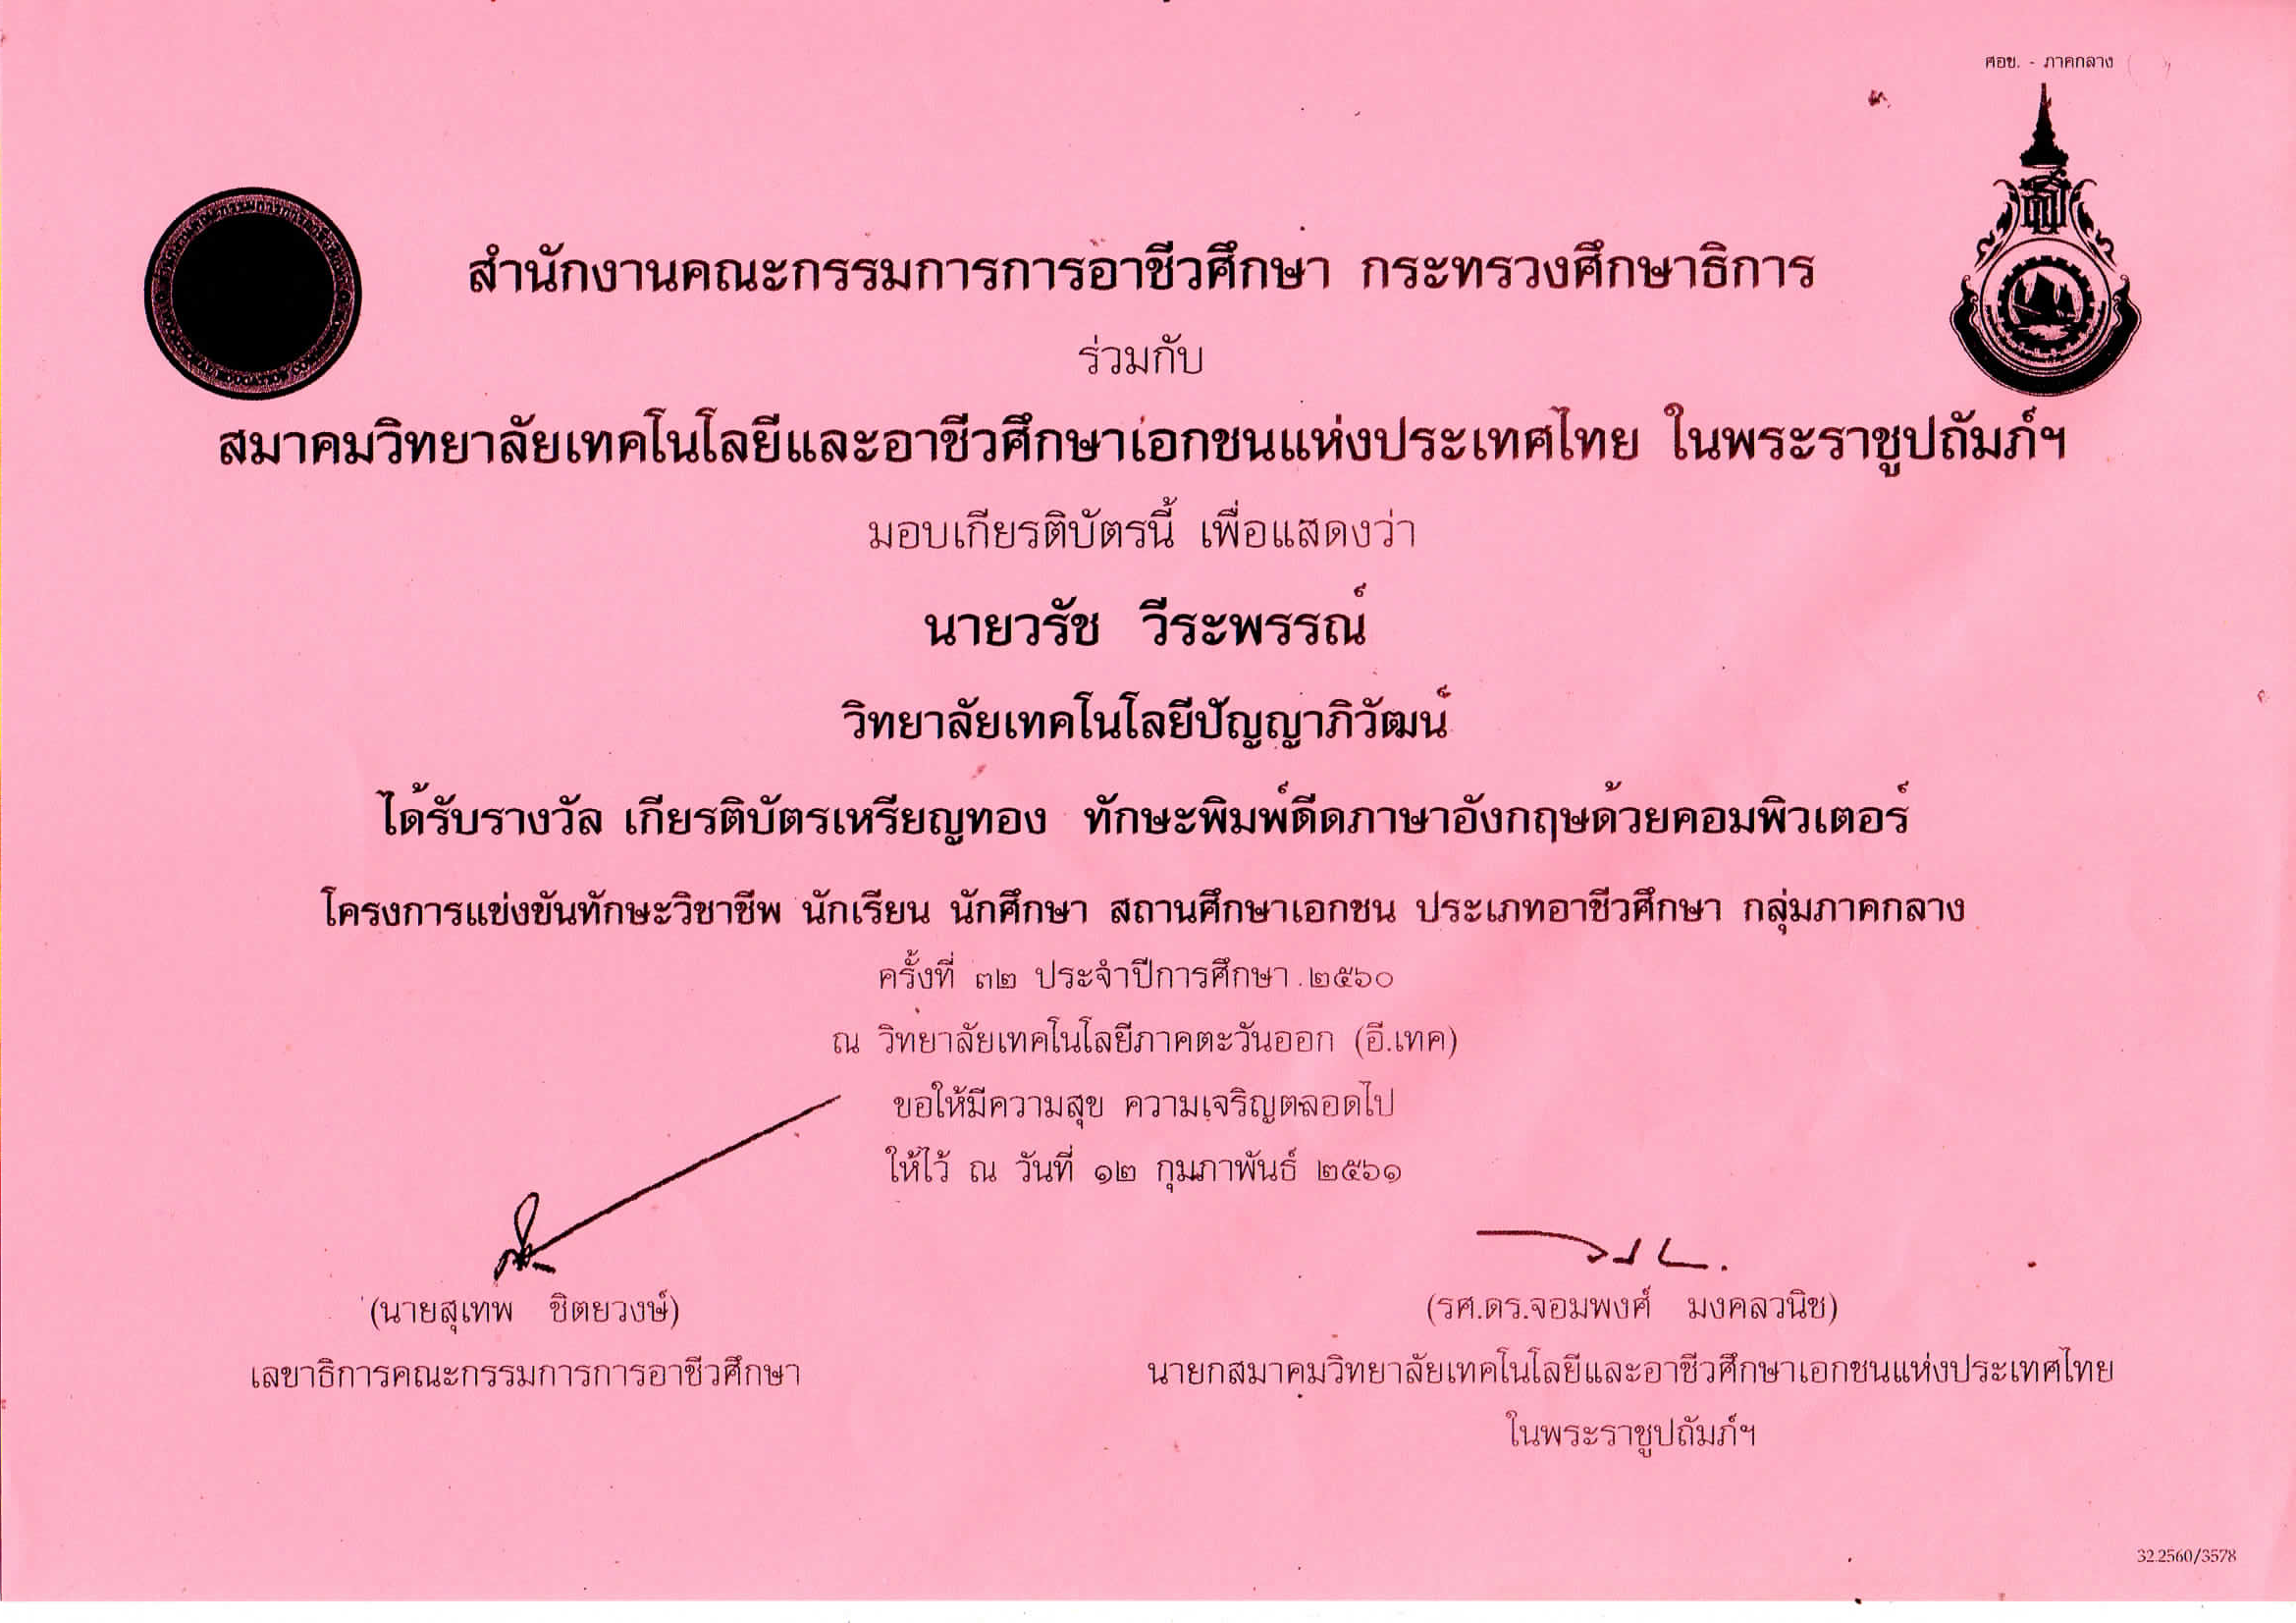 ศอช. - ภาคกลาง ( )
สำนักงานคณะกรรมการการอาชีวศึกษา กระทรวงศึกษาธิการ
ร่วมกับ
สมาคมวิทยาลัยเทคโนโลยีและอาชีวศึกษาเอกชนแห่งประเทศไทย ในพระราชูปถัมภ์ฯ
มอบเกียรติบัตรนี้ เพื่อแสดงว่า
นายวรัช วีระพรรณ์
วิทยาลัยเทคโนโลยีปัญญาภิวัฒน์
ได้รับรางวัล เกียรติบัตรเหรียญทอง ทักษะพิมพ์ดีดภาษาอังกฤษด้วยคอมพิวเตอร์
โครงการแข่งขันทักษะวิชาชีพ นักเรียน นักศึกษา สถานศึกษาเอกชน ประเภทอาชีวศึกษา กลุ่มภาคกลาง
ครั้งที่ ๓๒ ประจำปีการศึกษา ๒๕๖๐
ณ วิทยาลัยเทคโนโลยีภาคตะวันออก (อี.เทค)
ขอให้มีความสุข ความเจริญตลอดไป
ให้ไว้ ณ วันที่ ๑๒ กุมภาพันธ์ ๒๕๖๑
(นายสุเทพ ชิตยวงษ์)
เลขาธิการคณะกรรมการการอาชีวศึกษา
(รศ.ดร.จอมพงศ์ มงคลวนิช)
นายกสมาคมวิทยาลัยเทคโนโลยีและอาชีวศึกษาเอกชนแห่งประเทศไทย
ในพระราชูปถัมภ์ฯ
32.2560/3578